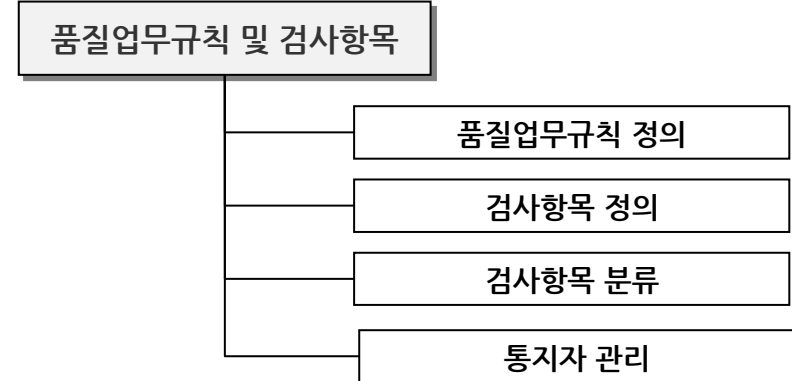 품질업무규칙 및 검사항목
품질업무규칙 정의
검사항목 정의
검사항목 분류
통지자 관리